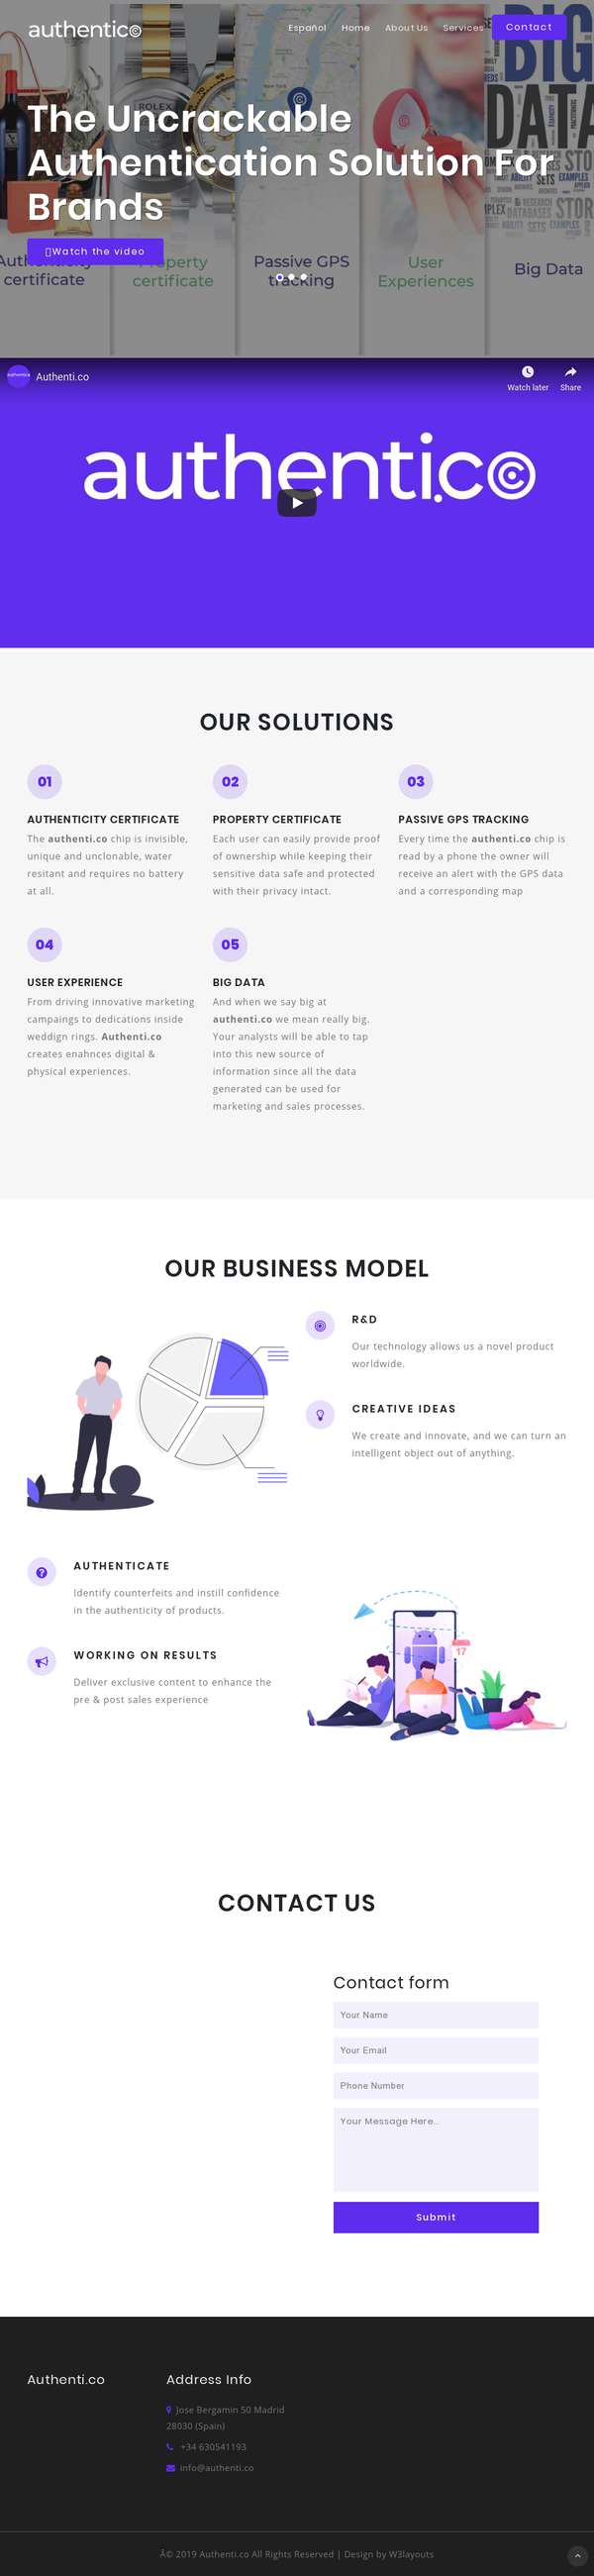 authentico
Español Home About Us Services Contact
ROLEX
BIG
DATA
The Uncrackable
Authentication Solution For
Brands
Watch the video
certificate
certificate
Passive GPS
tracking
User
Experiences
Big Data
Authenti.co
Watch later Share
authentico
OUR SOLUTIONS
01
AUTHENTICITY CERTIFICATE
The authenti.co chip is invisible,
unique and unclonable, water
resitant and requires no battery
at all.
02
PROPERTY CERTIFICATE
Each user can easily provide proof
of ownership while keeping their
sensitive data safe and protected
with their privacy intact.
03
PASSIVE GPS TRACKING
Every time the authenti.co chip is
read by a phone the owner will
receive an alert with the GPS data
and a corresponding map
04
USER EXPERIENCE
From driving innovative marketing
campaings to dedications inside
weddign rings. Authenti.co
creates enahnces digital &
physical experiences.
05
BIG DATA
And when we say big at
authenti.co we mean really big.
Your analysts will be able to tap
into this new source of
information since all the data
generated can be used for
marketing and sales processes.
OUR BUSINESS MODEL
R&D
Our technology allows us a novel product
worldwide.
CREATIVE IDEAS
We create and innovate, and we can turn an
intelligent object out of anything.
AUTHENTICATE
Identify counterfeits and instill confidence
in the authenticity of products.
WORKING ON RESULTS
Deliver exclusive content to enhance the
pre & post sales experience
17
CONTACT US
Contact form
Your Name
Your Email
Phone Number
Your Message Here...
Submit
Authenti.co
Address Info
Jose Bergamin 50 Madrid
28030 (Spain)
+34 630541193
info@authenti.co
Â© 2019 Authenti.co All Rights Reserved | Design by W3layouts